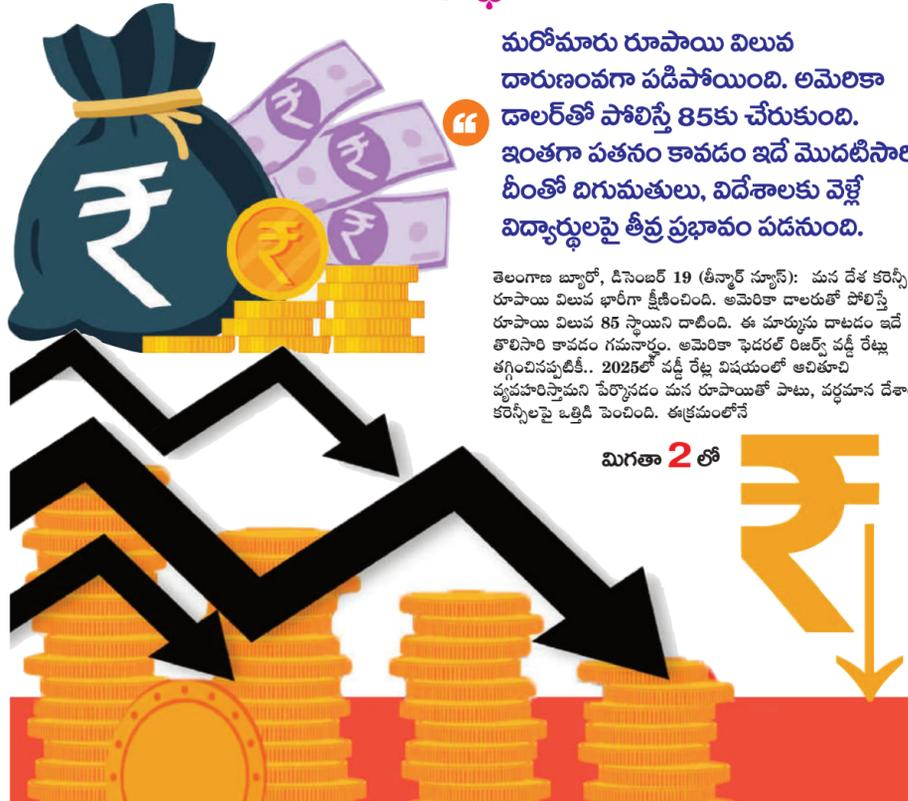 మరోమారు రూపాయి విలువ
దారుణంవగా పడిపోయింది. అమెరికా
డాలర్‌తో పోలిస్తే 85కు చేరుకుంది.
ఇంతగా పతనం కావడం ఇదే మొదటిసారి
దీంతో దిగుమతులు, విదేశాలకు వెళ్లే
విద్యార్థులపై తీవ్ర ప్రభావం పడనుంది.
తెలంగాణ బ్యూరో, డిసెంబర్ 19 (తీన్మార్ న్యూస్): మన దేశ కరెన్సీ
రూపాయి విలువ భారీగా క్షీణించింది. అమెరికా డాలరుతో పోలిస్తే
రూపాయి విలువ 85 స్థాయిని దాటింది. ఈ మార్కును దాటడం ఇదే
తొలిసారి కావడం గమనార్హం. అమెరికా ఫెడరల్ రిజర్వ్ వడ్డీ రేట్లు
తగ్గించినప్పటికీ.. 2025లో వడ్డీ రేట్ల విషయంలో ఆచితూచి
వ్యవహరిస్తామని పేర్కొనడం మన రూపాయితో పాటు, వర్ధమాన
కరెన్సీలపై ఒత్తిడి పెంచింది. ఈక్రమంలోనే
మిగతా 2 లో